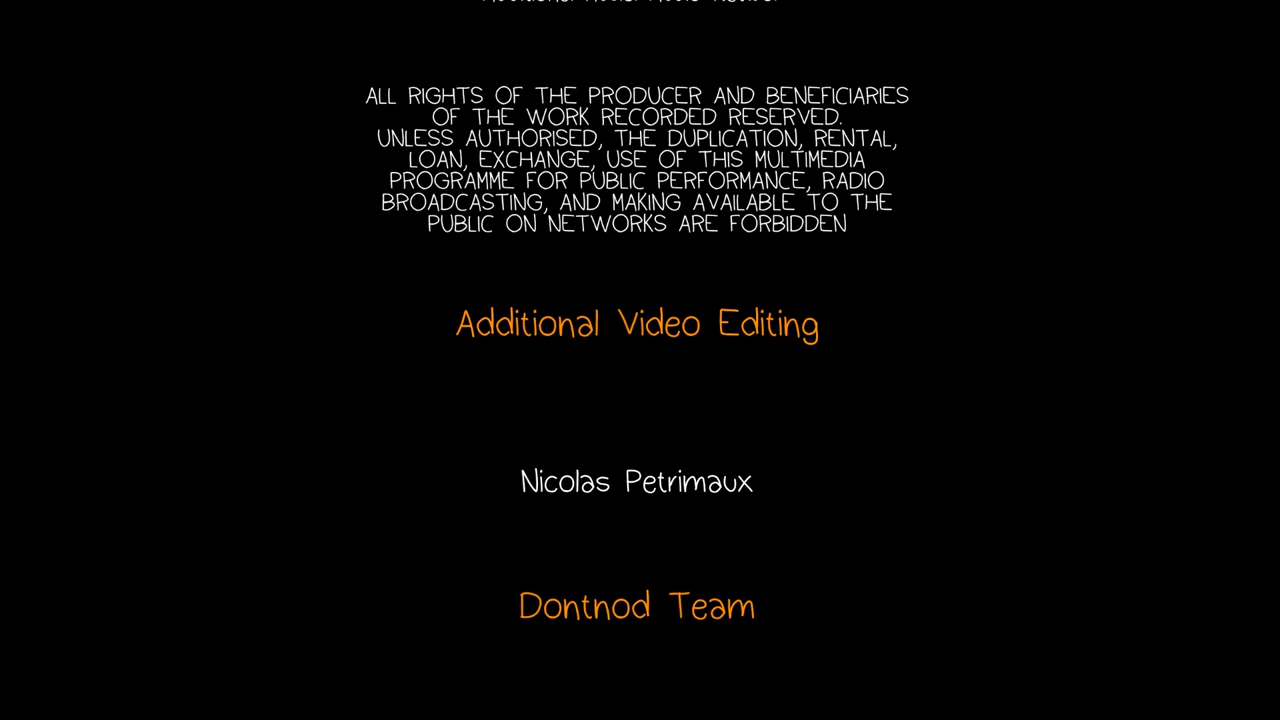 ALL RIGHTS OF THE PRODUCER AND BENEFICIARIES
OF THE WORK RECORDED RESERVED.
UNLESS AUTHORISED, THE DUPLICATION, RENTAL,
LOAN, EXCHANGE, USE OF THIS MULTIMEDIA
PROGRAMME FOR PUBLIC PERFORMANCE, RADIO
BROADCASTING, AND MAKING AVAILABLE TO THE
PUBLIC ON NETWORKS ARE FORBIDDEN
Additional Video Editing
Nicolas Petrimaux
Dontnod Team